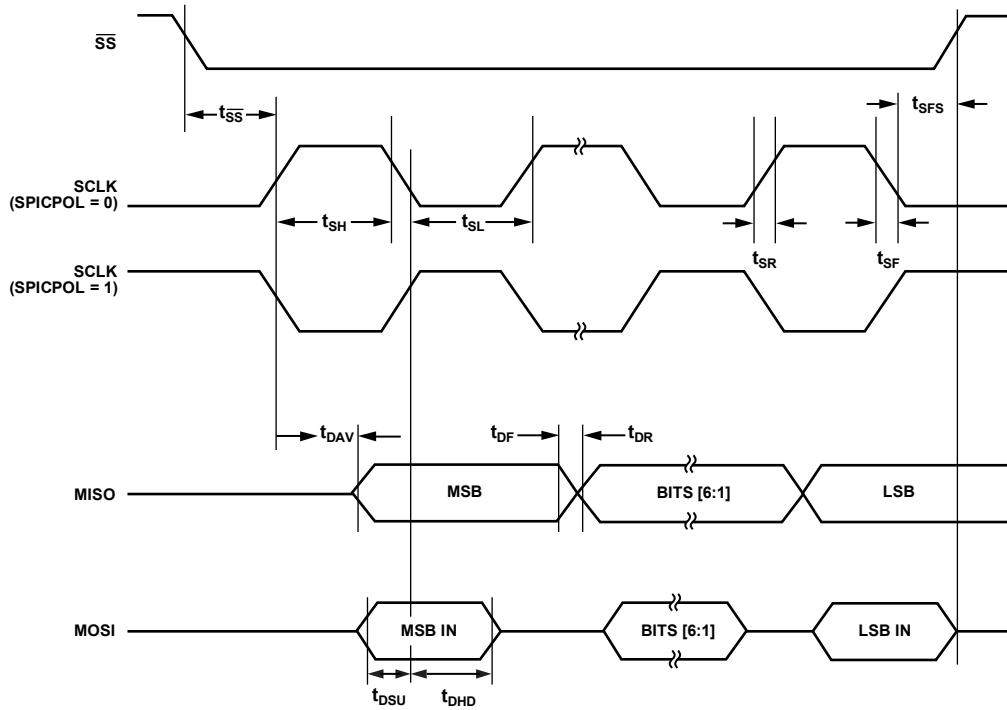 SS
tSS
tSFS
SCLK
(SPICPOL = 0)
tSH
tSL
tSR
tSF
SCLK
(SPICPOL = 1)
tDAV
tDF
tDR
MISO
MSB
BITS [6:1]
LSB
MOSI
MSB IN
BITS [6:1]
LSB IN
tDSU
tDHD